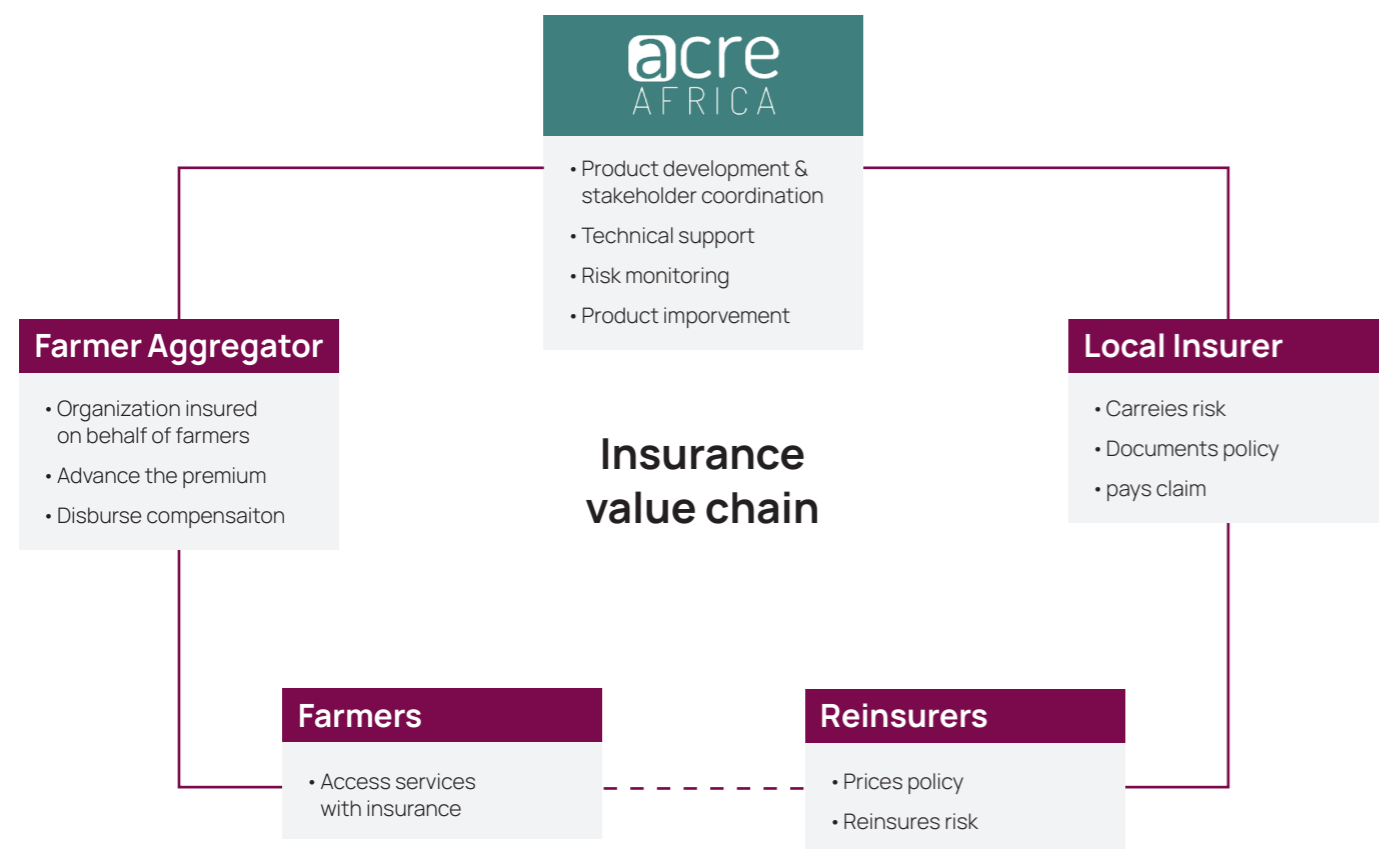 acre
AFRICA
• Product development &
stakeholder coordination
• Technical support
• Risk monitoring
• Product imporvement
Farmer Aggregator
• Organization insured
on behalf of farmers
• Advance the premium
• Disburse compensaiton
Insurance
value chain
Local Insurer
• Carreies risk
• Documents policy
• pays claim
Farmers
• Access services
with insurance
Reinsurers
• Prices policy
• Reinsures risk